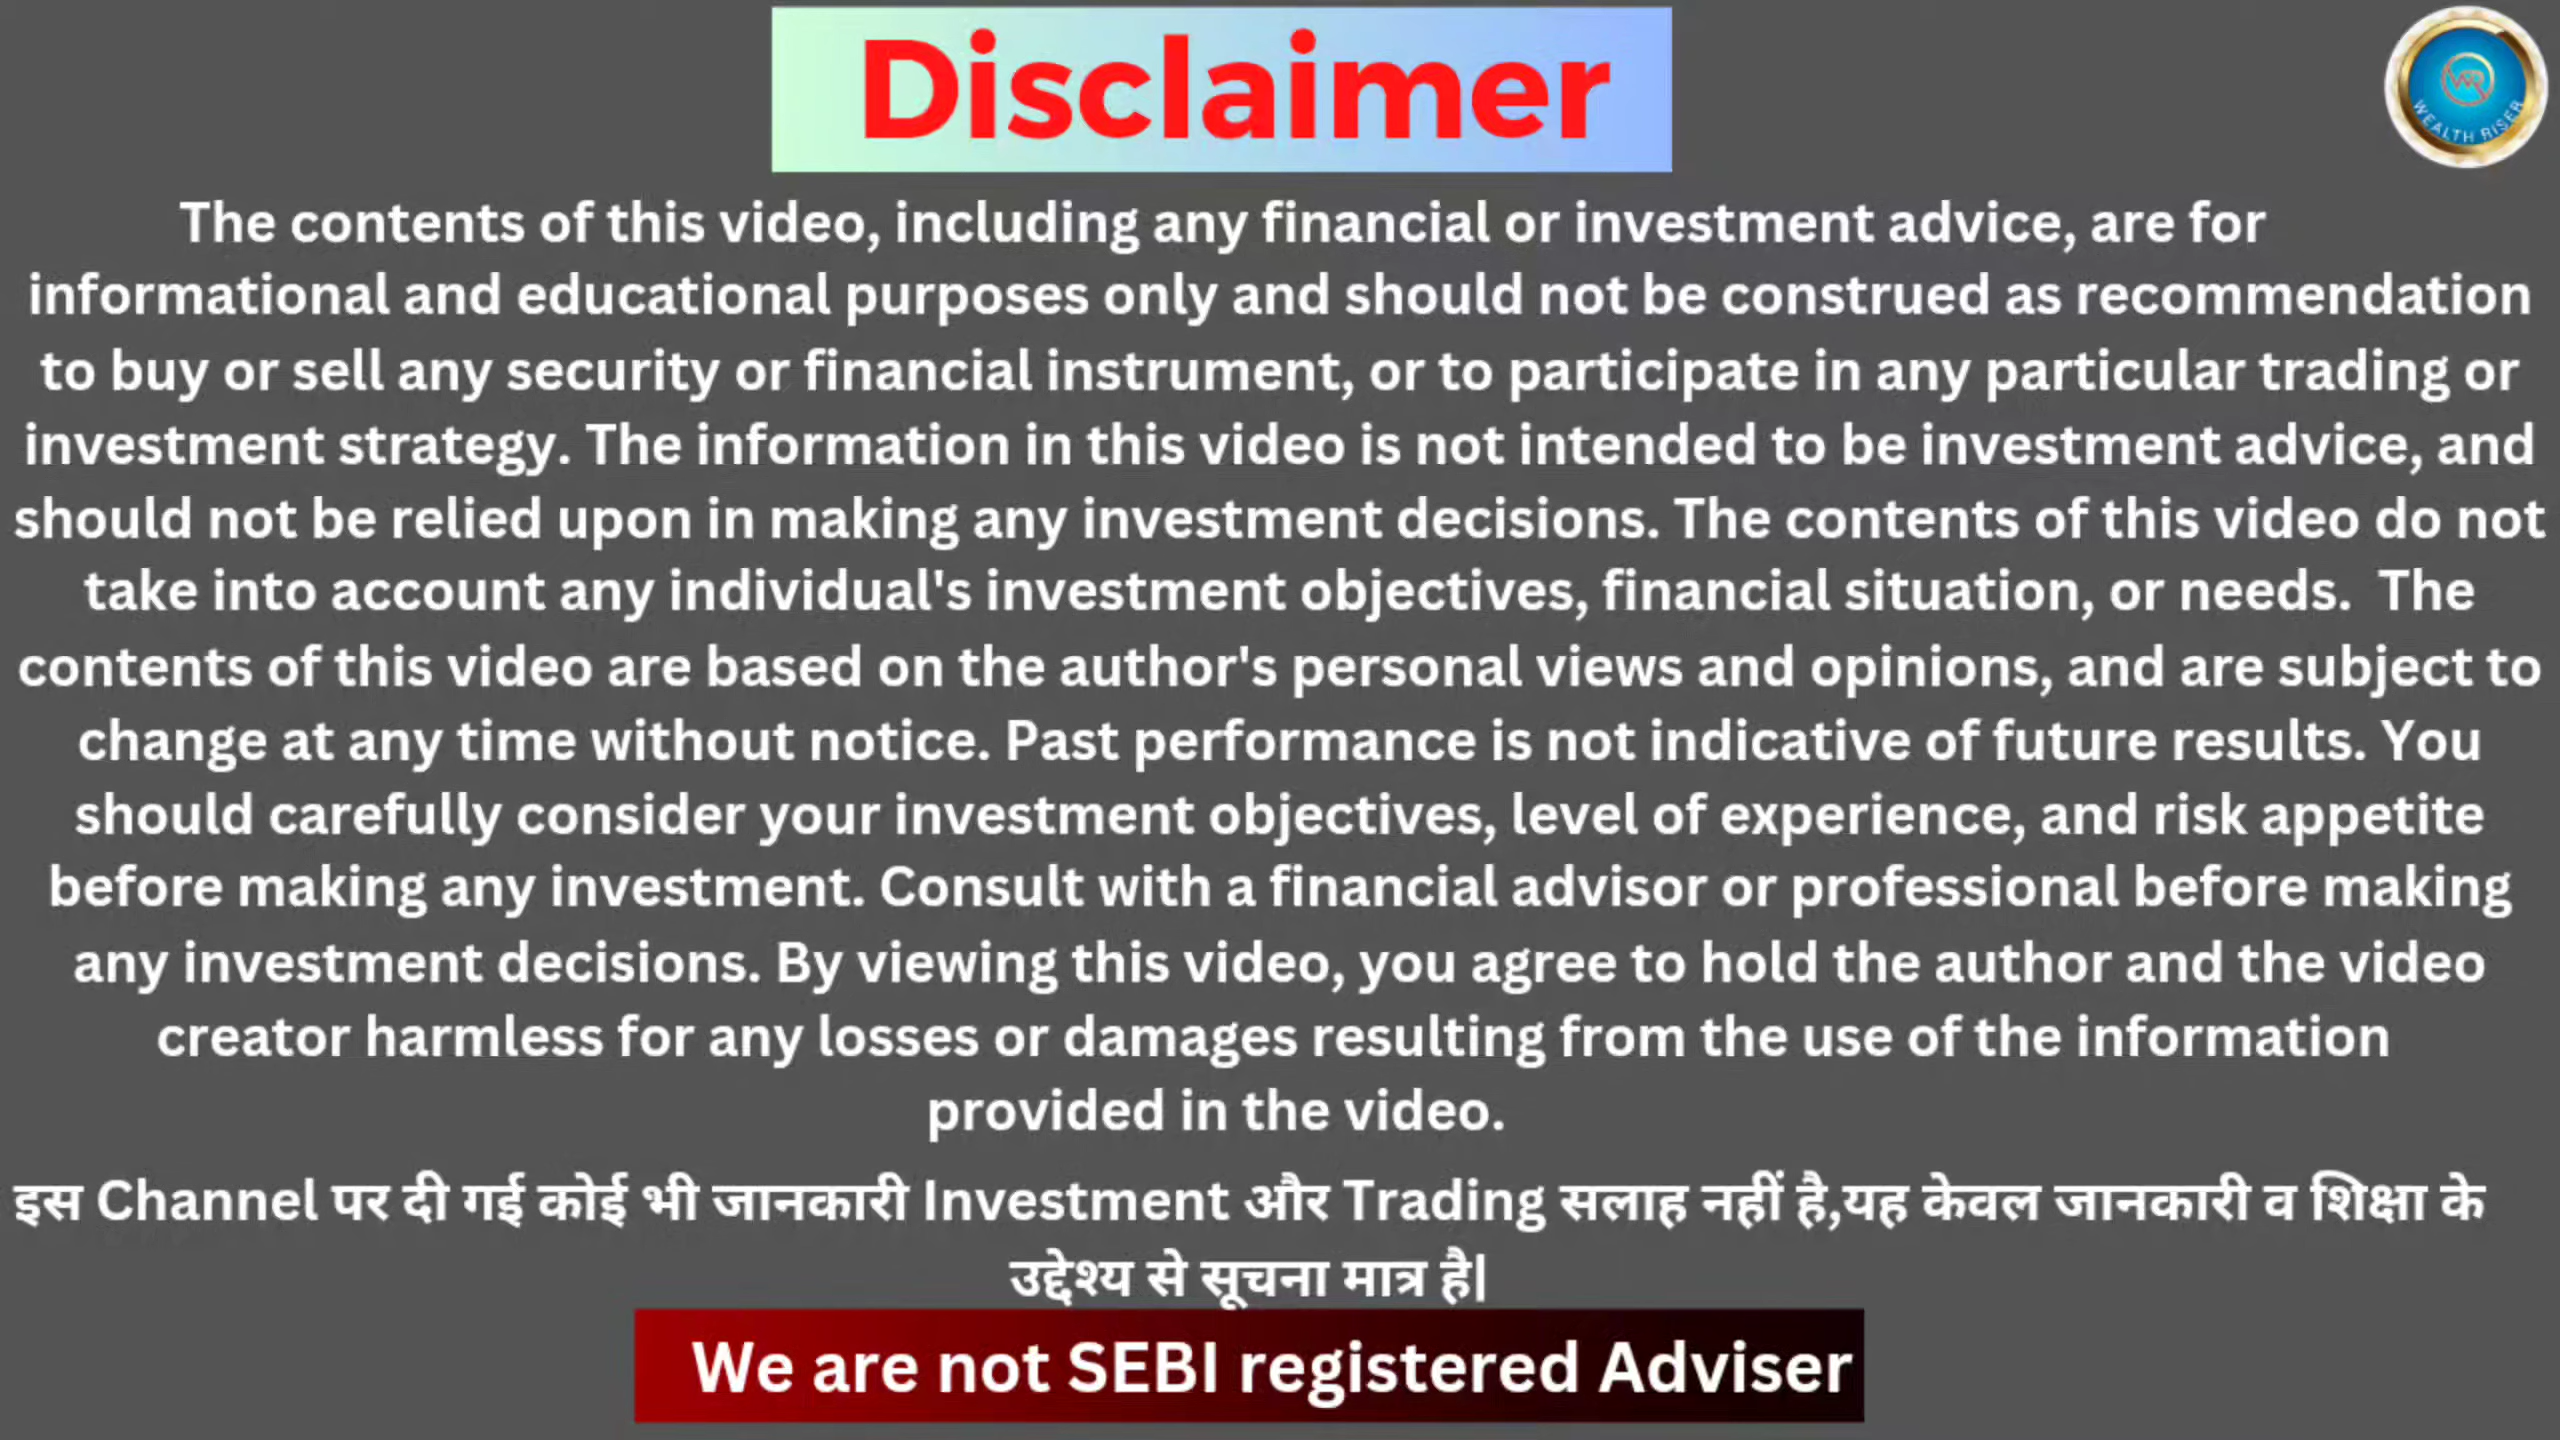 Disclaimer
WR
WEALTH RISER
The contents of this video, including any financial or investment advice, are for
informational and educational purposes only and should not be construed as recommendation
to buy or sell any security or financial instrument, or to participate in any particular trading or
investment strategy. The information in this video is not intended to be investment advice, and
should not be relied upon in making any investment decisions. The contents of this video do not
take into account any individual's investment objectives, financial situation, or needs.  The
contents of this video are based on the author's personal views and opinions, and are subject to
change at any time without notice. Past performance is not indicative of future results. You
should carefully consider your investment objectives, level of experience, and risk appetite
before making any investment. Consult with a financial advisor or professional before making
any investment decisions. By viewing this video, you agree to hold the author and the video
creator harmless for any losses or damages resulting from the use of the information
provided in the video.
इस Channel पर दी गई कोई भी जानकारी Investment और Trading सलाह नहीं है,यह केवल जानकारी व शिक्षा के
उद्देश्य से सूचना मात्र है|
We are not SEBI registered Adviser